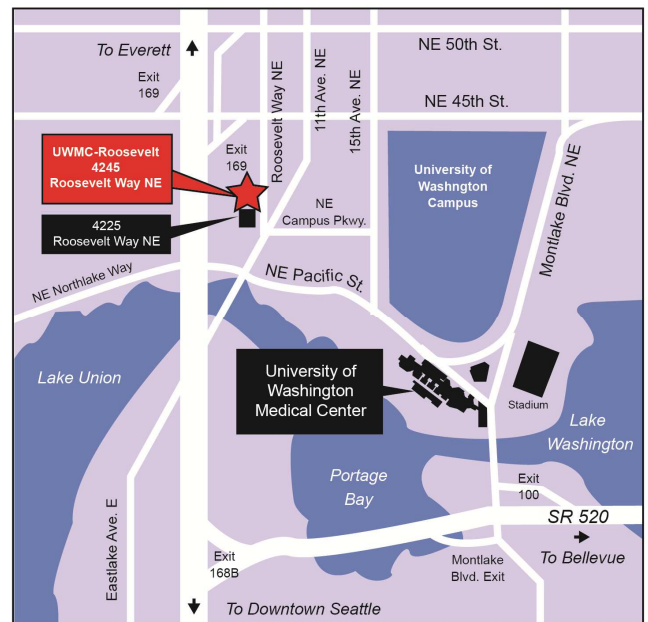 To Everett
NE 50th St.
Exit
169
Roosevelt Way NE
11th Ave. NE
15th Ave. NE
NE 45th St.
UWMC-Roosevelt
4245
Roosevelt Way NE
Exit
169
University of
Washngton
Campus
Montlake Blvd. NE
4225
Roosevelt Way NE
NE
Campus Pkwy.
NE Northlake Way
NE Pacific St.
Lake Union
University of
Washington
Medical Center
Stadium
Lake
Washington
Portage
Bay
Exit
100
SR 520
Eastlake Ave. E
Exit
168B
Montlake
Blvd. Exit
To Bellevue
To Downtown Seattle